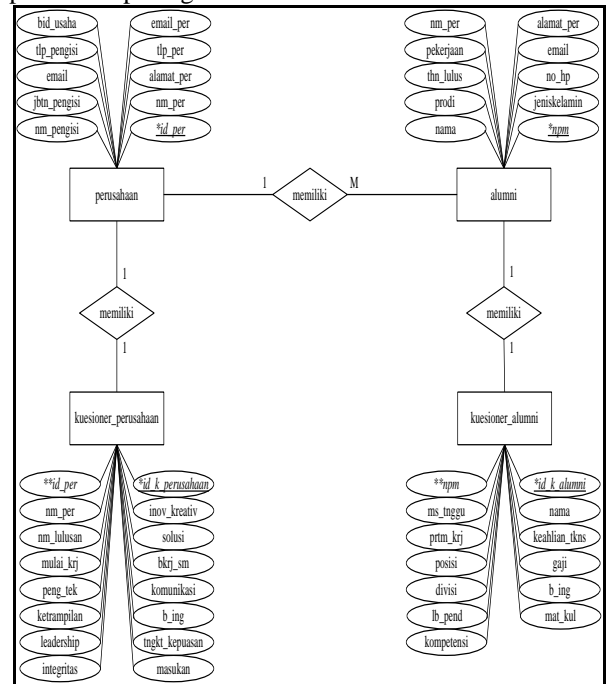 bid_usaha
email_per
tlp_pengisi
tlp_per
email
alamat_per
jbtn_pengisi
nm_per
nm_pengisi
*id_per
nm_per
alamat_per
pekerjaan
email
thn_lulus
no_hp
prodi
jeniskelamin
nama
*npm
perusahaan
1
memiliki
M
alumni
1
memiliki
1
1
memiliki
1
kuesioner_perusahaan
kuesioner_alumni
**id_per
*id_k_perusahaan
nm_per
inov_kreativ
nm_lulusan
solusi
mulai_krj
bkrj_sm
peng_tek
komunikasi
ketrampilan
b_ing
leadership
tngkt_kepuasan
integritas
masukan
**npm
*id_k_alumni
ms_tnggu
nama
prtm_krj
keahlian_tkns
posisi
gaji
divisi
b_ing
lb_pend
mat_kul
kompetensi